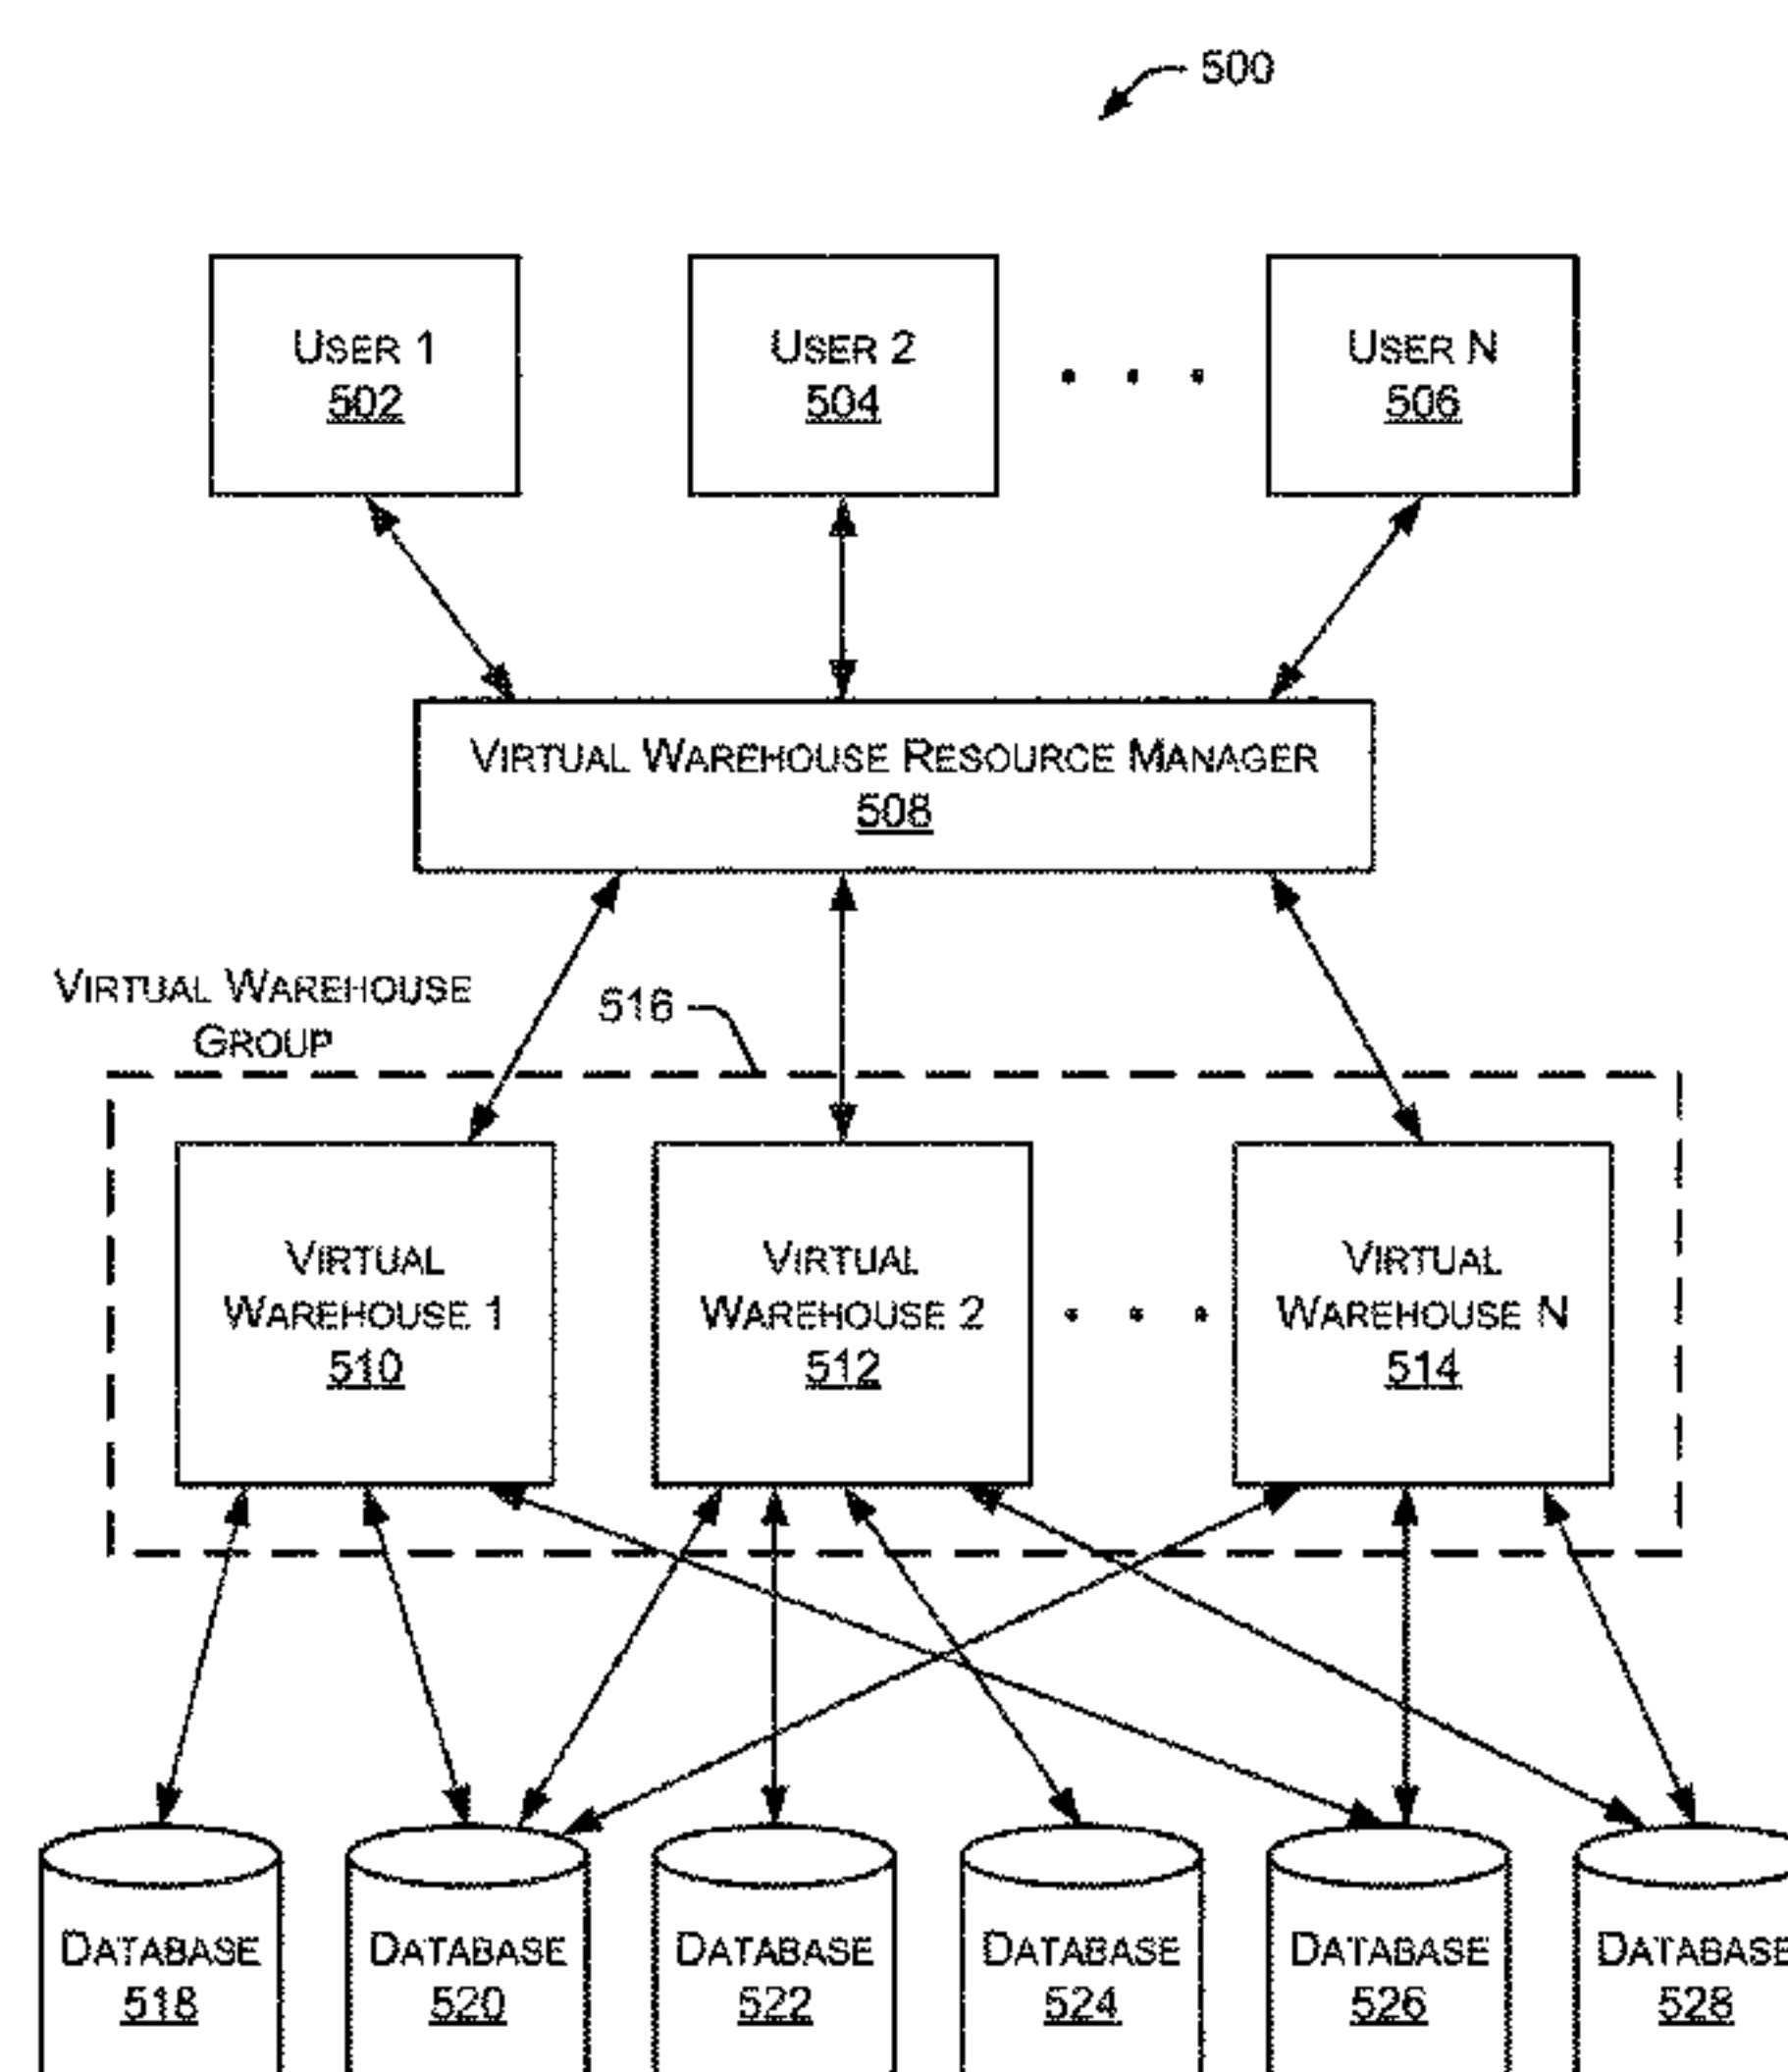 500
USER 1
502
USER 2
504
USER N
506
VIRTUAL WAREHOUSE RESOURCE MANAGER
508
VIRTUAL WAREHOUSE
GROUP
516
VIRTUAL
WAREHOUSE 1
510
VIRTUAL
WAREHOUSE 2
512
VIRTUAL
WAREHOUSE N
514
DATABASE
518
DATABASE
520
DATABASE
522
DATABASE
524
DATABASE
526
DATABASE
528